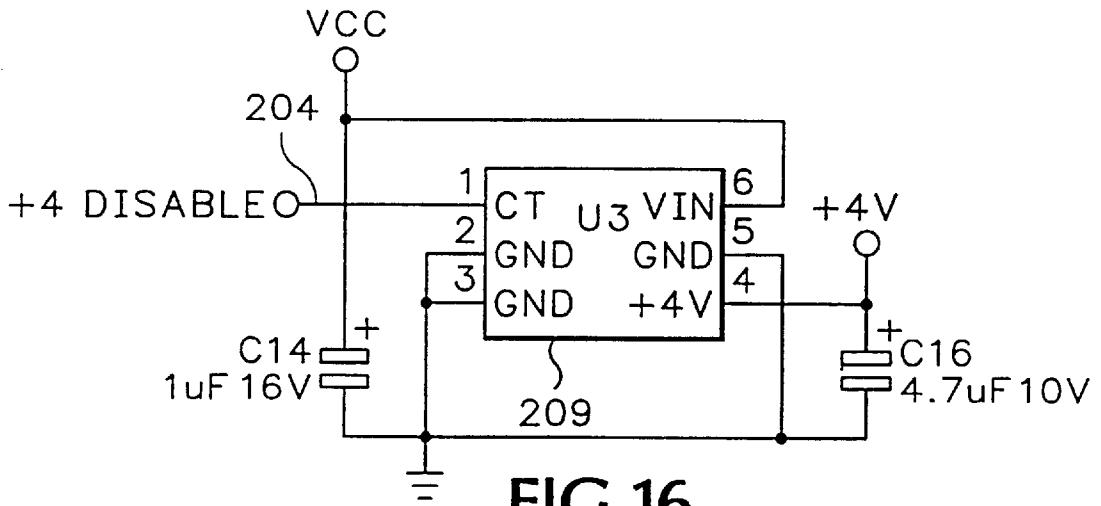 VCC
204
+4 DISABLE
1
CT
U3
VIN
6
+4V
2
GND
GND
5
3
GND
+4V
4
C14
+
1uF 16V
209
+
C16
4.7uF 10V
FIG 16